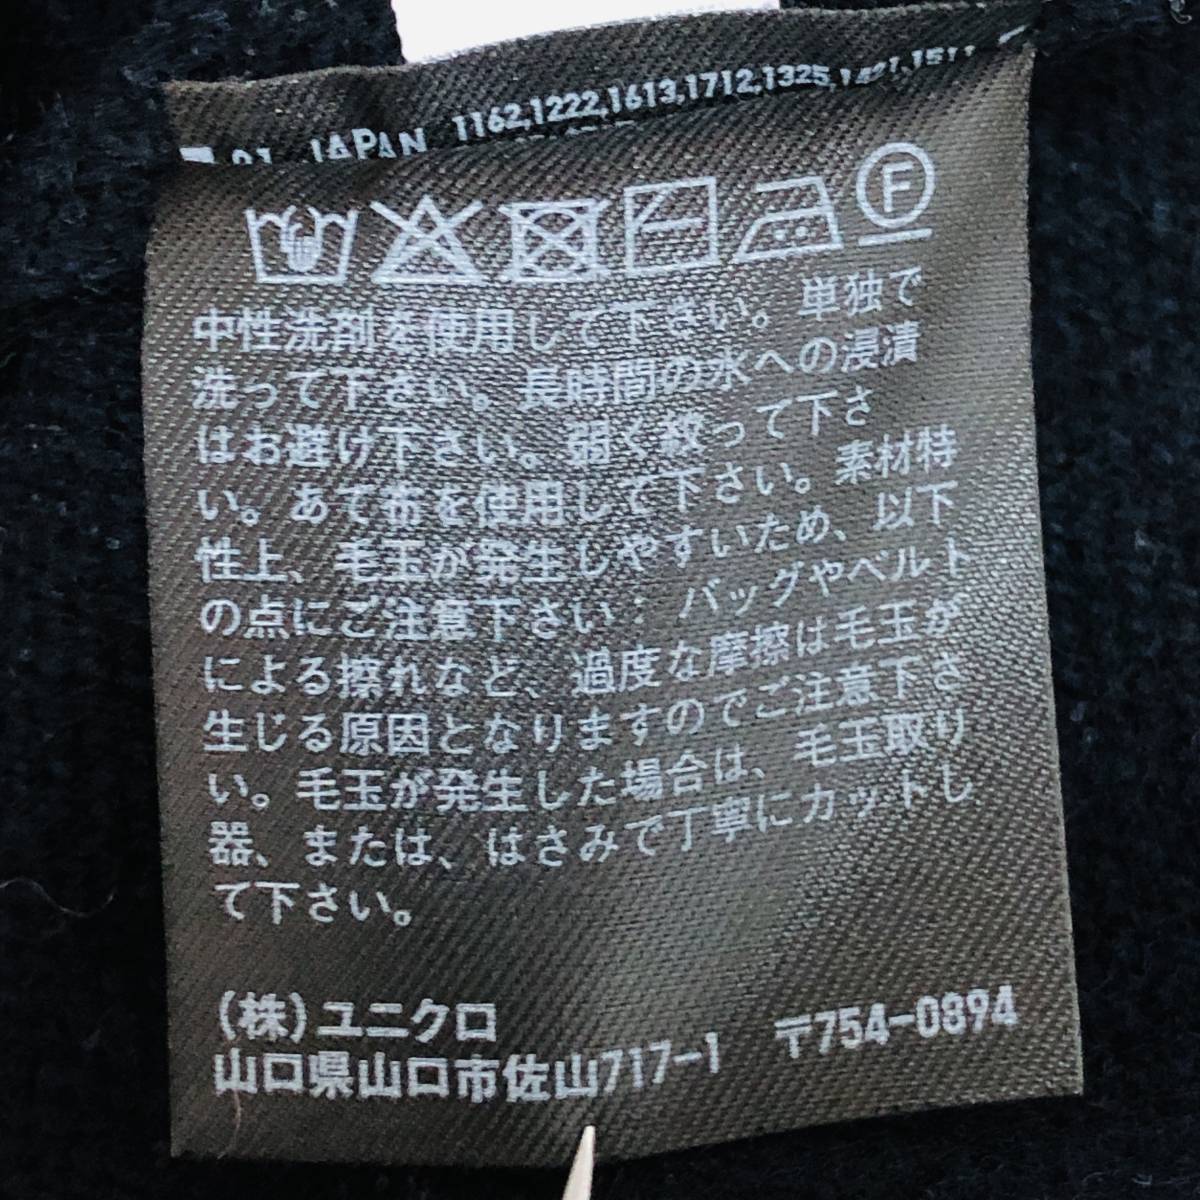 01 JAPAN 1162,1222,1613,1712,1325,1421,1511
F
中性洗剤を使用して下さい。単独で
洗って下さい。長時間の水への浸漬
はお避け下さい。弱く絞って下さ
い。あて布を使用して下さい。素材特
性上、毛玉が発生しやすいため、以下
の点にご注意下さい：バッグやベルト
による擦れなど、過度な摩擦は毛玉が
生じる原因となりますのでご注意下さ
い。毛玉が発生した場合は、毛玉取り
器、または、はさみで丁寧にカットし
て下さい。
(株)ユニクロ
山口県山口市佐山717-1 〒754-0894